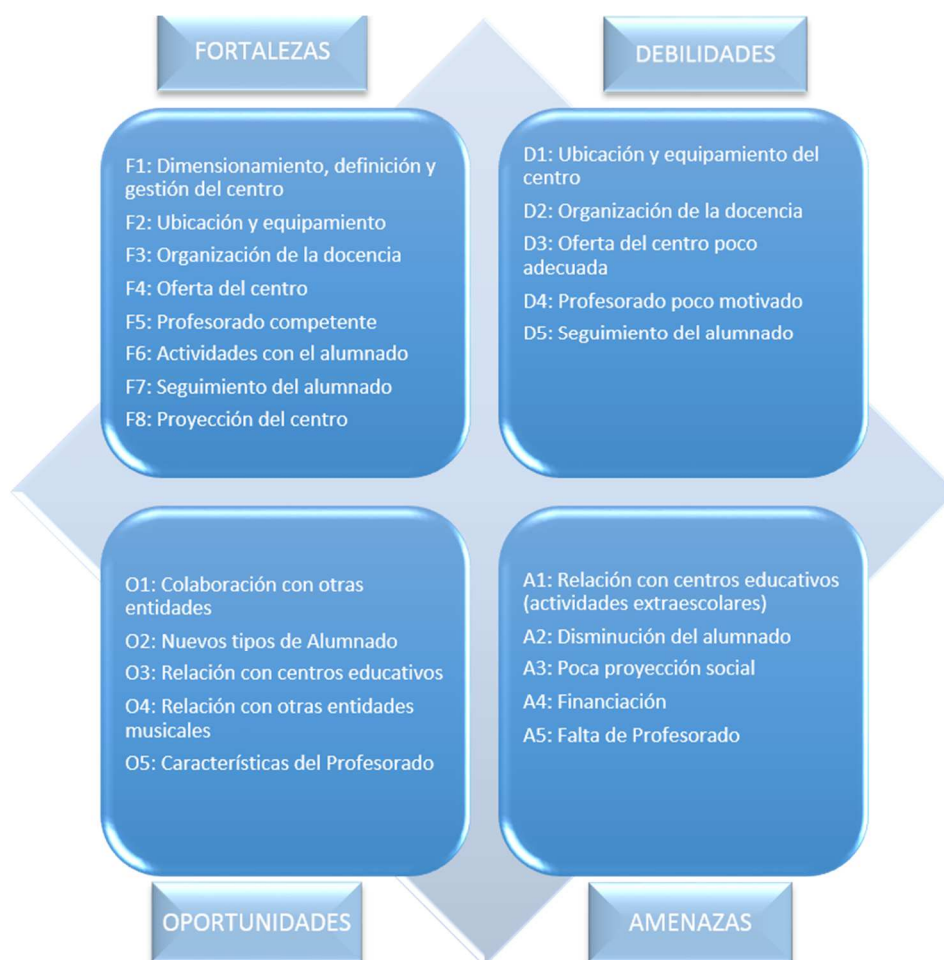 FORTALEZAS
F1: Dimensionamiento, definición y
gestión del centro
F2: Ubicación y equipamiento
F3: Organización de la docencia
F4: Oferta del centro
F5: Profesorado competente
F6: Actividades con el alumnado
F7: Seguimiento del alumnado
F8: Proyección del centro
DEBILIDADES
D1: Ubicación y equipamiento del
centro
D2: Organización de la docencia
D3: Oferta del centro poco
adecuada
D4: Profesorado poco motivado
D5: Seguimiento del alumnado
O1: Colaboración con otras
entidades
O2: Nuevos tipos de Alumnado
O3: Relación con centros educativos
O4: Relación con otras entidades
musicales
O5: Características del Profesorado
OPORTUNIDADES
A1: Relación con centros educativos
(actividades extraescolares)
A2: Disminución del alumnado
A3: Poca proyección social
A4: Financiación
A5: Falta de Profesorado
AMENAZAS